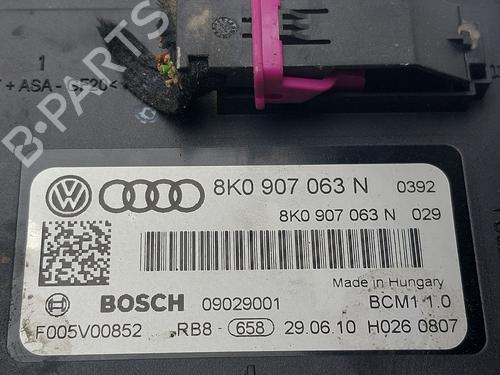 1
+ ASA - GF20 <
B-PARTS
8K0 907 063 N 0392
8K0 907 063 N 029
Made in Hungary
BOSCH 09029001 BCM1 1.0
F005V00852 RB8 - 658 29.06.10 H026 0807